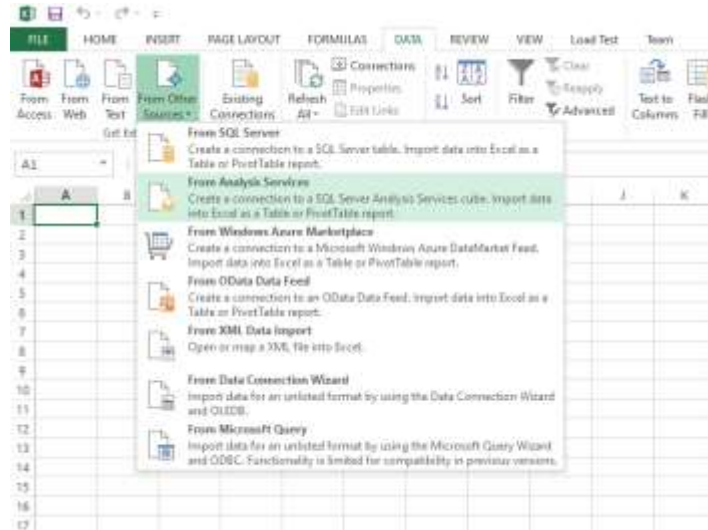 FILE HOME INSERT PAGE LAYOUT FORMULAS DATA REVIEW VIEW Load Test Team
From Access
From Web
From Text
From Other Sources
Existing Connections
Refresh All
Connections
Properties
Edit Links
Sort
Filter
Clear
Reapply
Advanced
Text to Columns
Flash Fill
Get Ext
A1
A B J K
From SQL Server
Create a connection to a SQL Server table. Import data into Excel as a
Table or PivotTable report.
From Analysis Services
Create a connection to a SQL Server Analysis Services cube. Import data
into Excel as a Table or PivotTable report.
From Windows Azure Marketplace
Create a connection to a Microsoft Windows Azure DataMarket Feed.
Import data into Excel as a Table or PivotTable report.
From OData Data Feed
Create a connection to an OData Data Feed. Import data into Excel as a
Table or PivotTable report.
From XML Data Import
Open or map a XML file into Excel.
From Data Connection Wizard
Import data for an unlisted format by using the Data Connection Wizard
and OLEDB.
From Microsoft Query
Import data for an unlisted format by using the Microsoft Query Wizard
and ODBC. Functionality is limited for compatibility in previous versions.
1
2
3
4
5
6
7
8
9
10
11
12
13
14
15
16
17